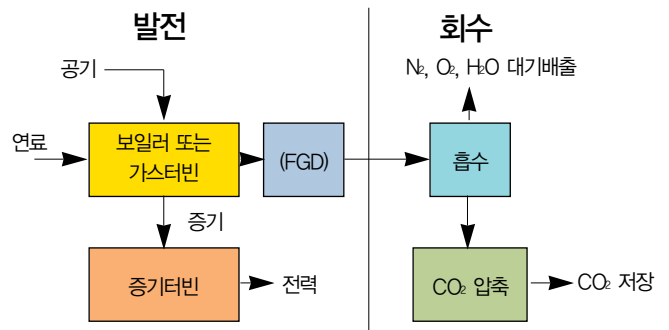 발전
회수
공기
N₂, O₂, H₂O 대기배출
연료
보일러 또는
가스터빈
(FGD)
흡수
증기
증기터빈
전력
CO₂ 압축
CO₂ 저장